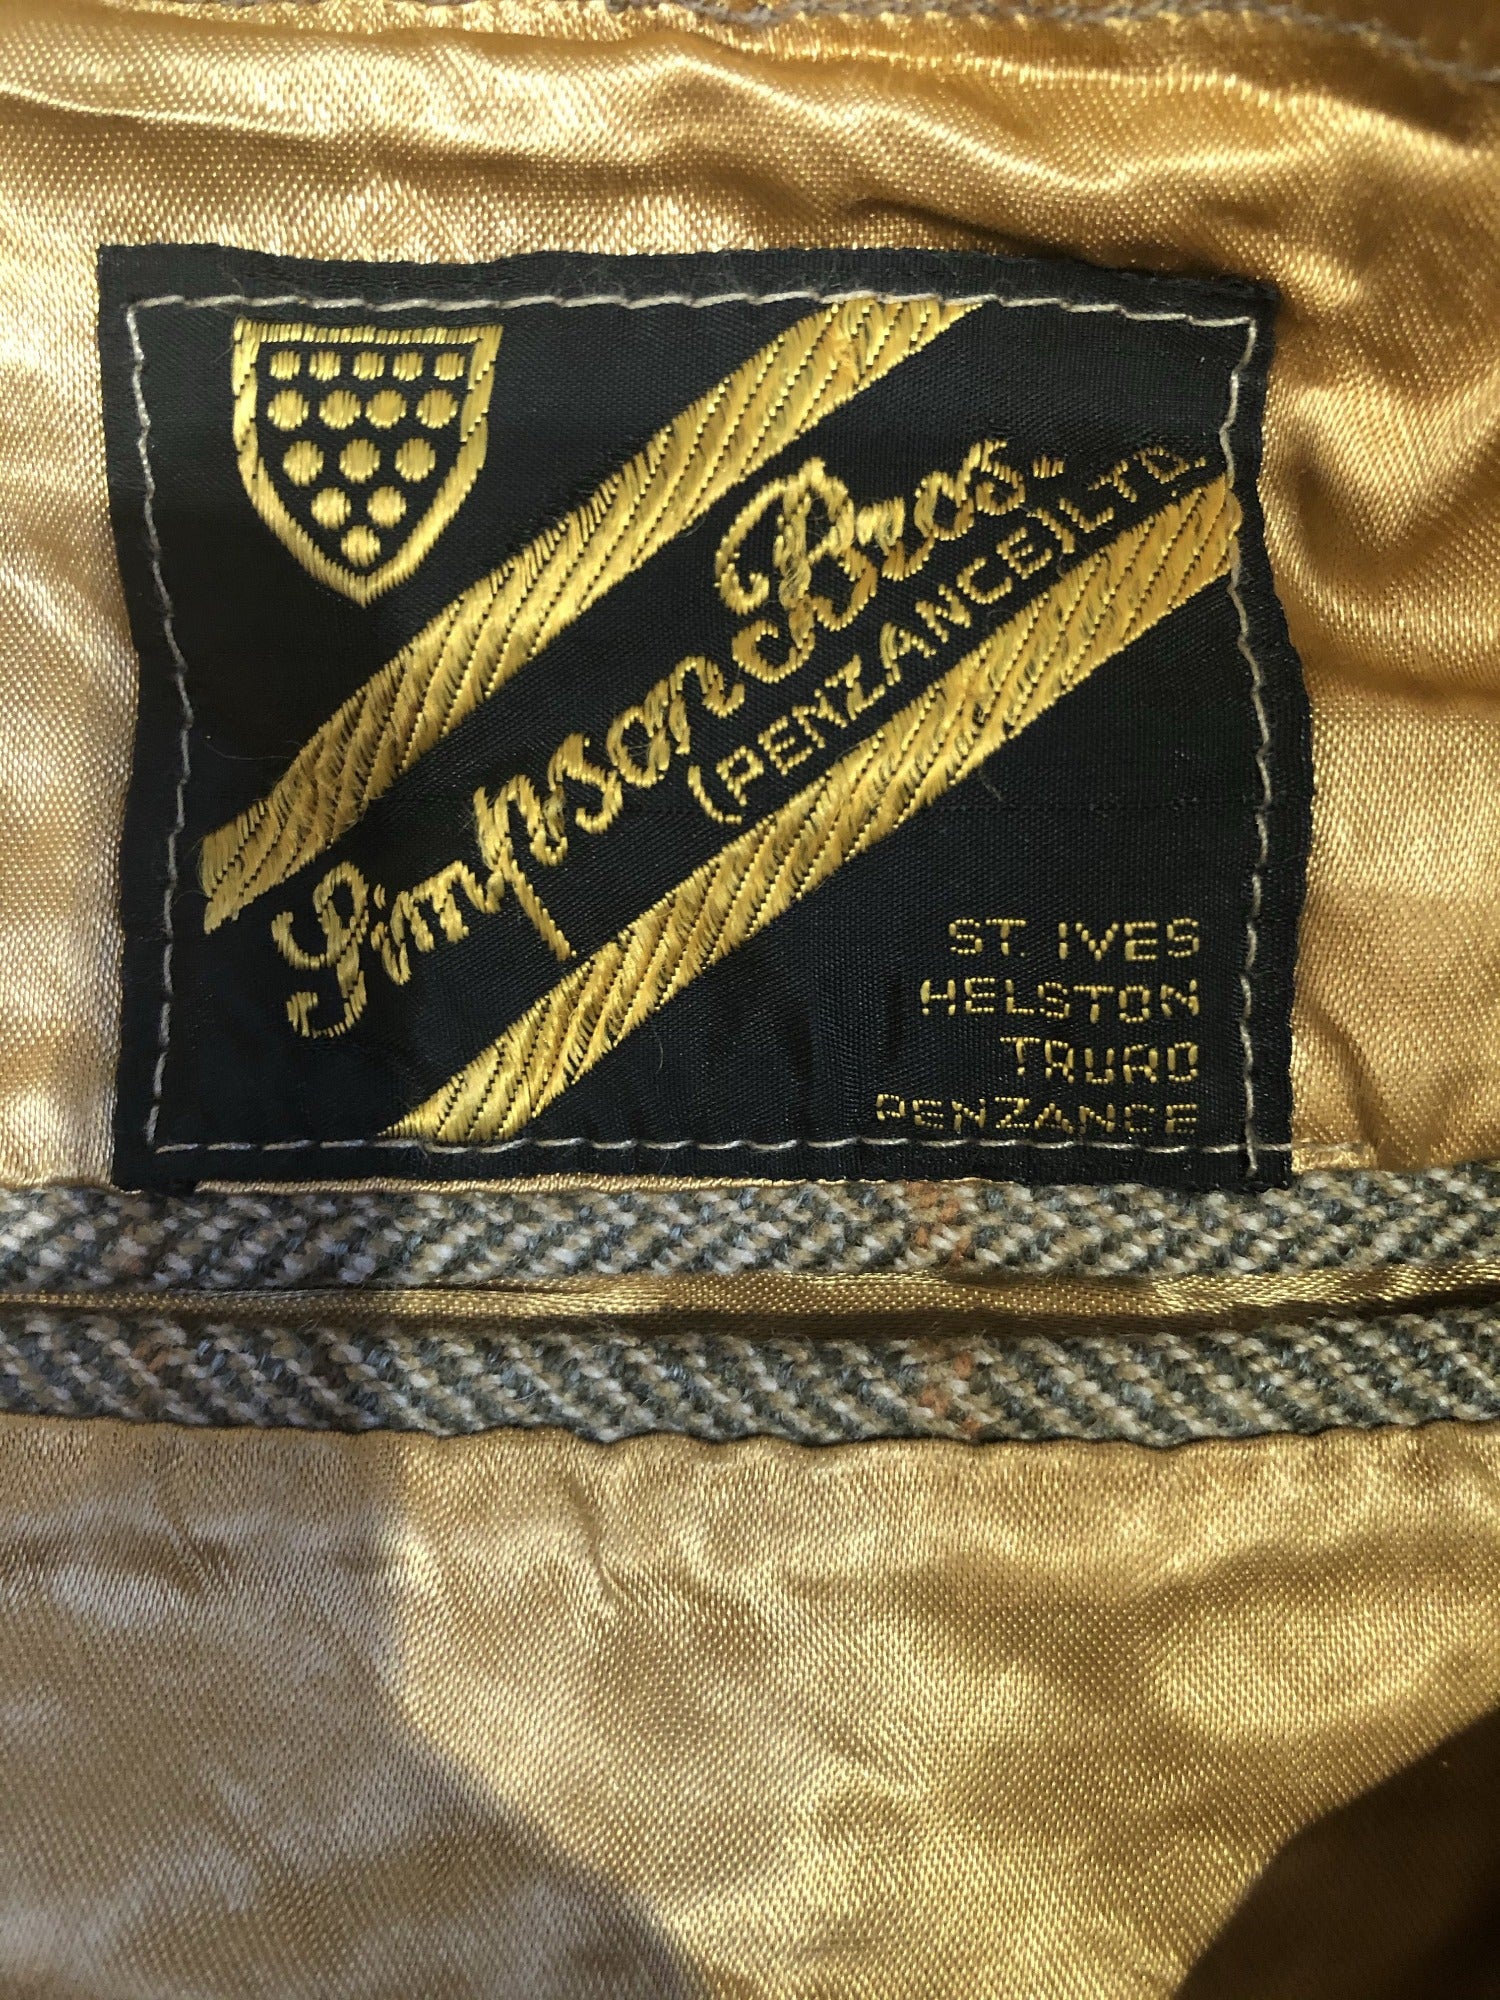 Simpson Bros.
(PENZANCE) LTD.
ST. IVES
HELSTON
TRURO
PENZANCE